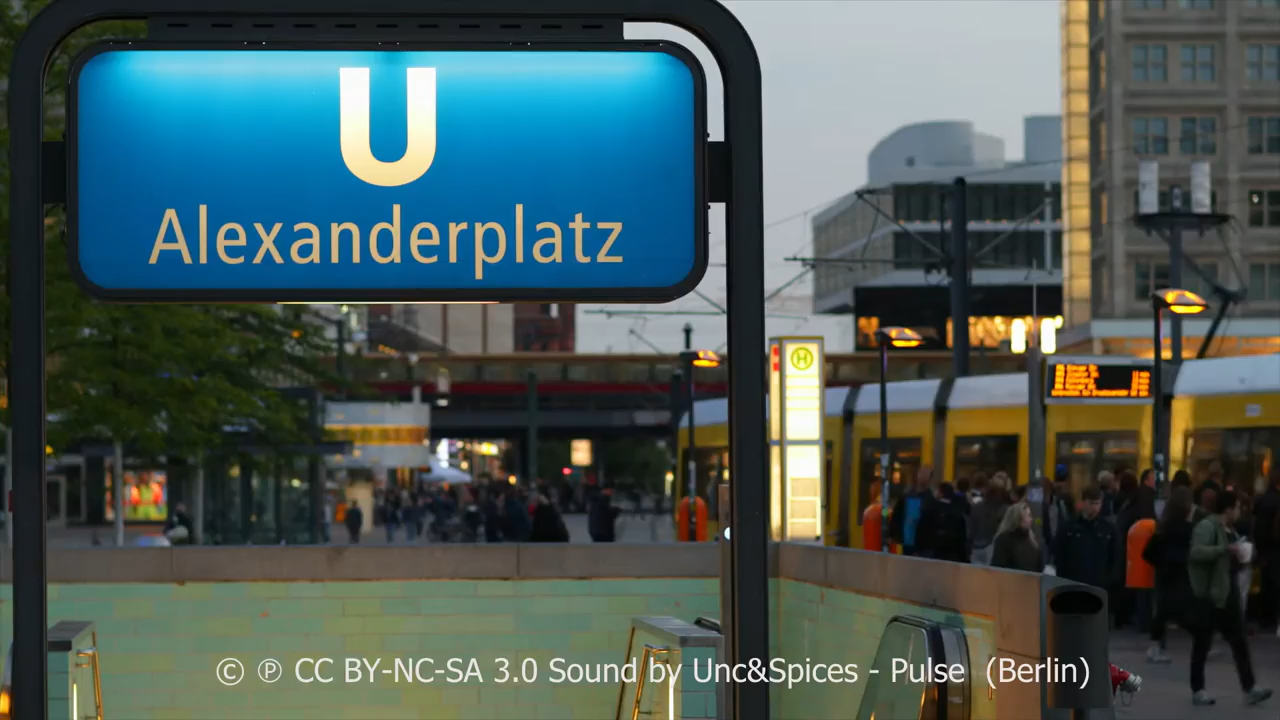 U
Alexanderplatz
H
© ℗ CC BY-NC-SA 3.0 Sound by Unc&Spices - Pulse (Berlin)